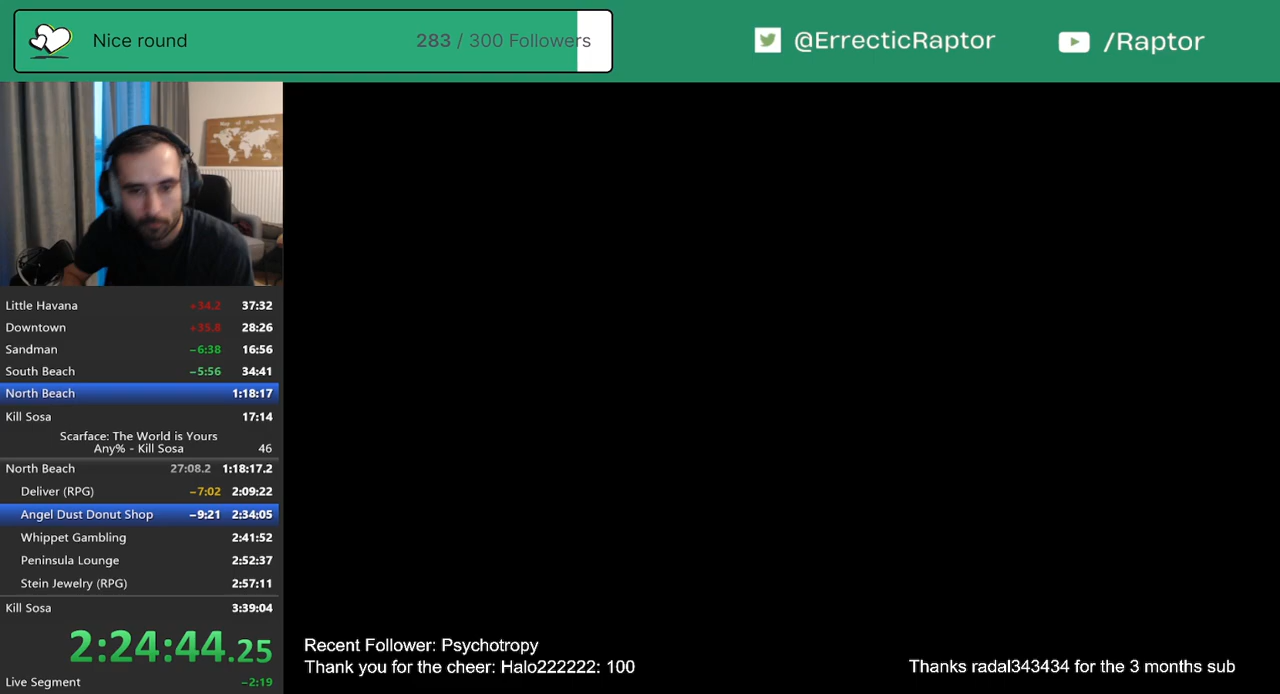 Nice round
283 / 300 Followers
@ErrecticRaptor
/Raptor
Map of the world
Little Havana +34.2 37:32
Downtown +35.8 28:26
Sandman −6:38 16:56
South Beach −5:56 34:41
North Beach 1:18:17
Kill Sosa 17:14
Scarface: The World is Yours
Any% - Kill Sosa 46
North Beach 27:08.2 1:18:17.2
Deliver (RPG) −7:02 2:09:22
Angel Dust Donut Shop −9:21 2:34:05
Whippet Gambling 2:41:52
Peninsula Lounge 2:52:37
Stein Jewelry (RPG) 2:57:11
Kill Sosa 3:39:04
2:24:44.25
Live Segment −2:19
Recent Follower: Psychotropy
Thank you for the cheer: Halo222222: 100
Thanks radal343434 for the 3 months sub